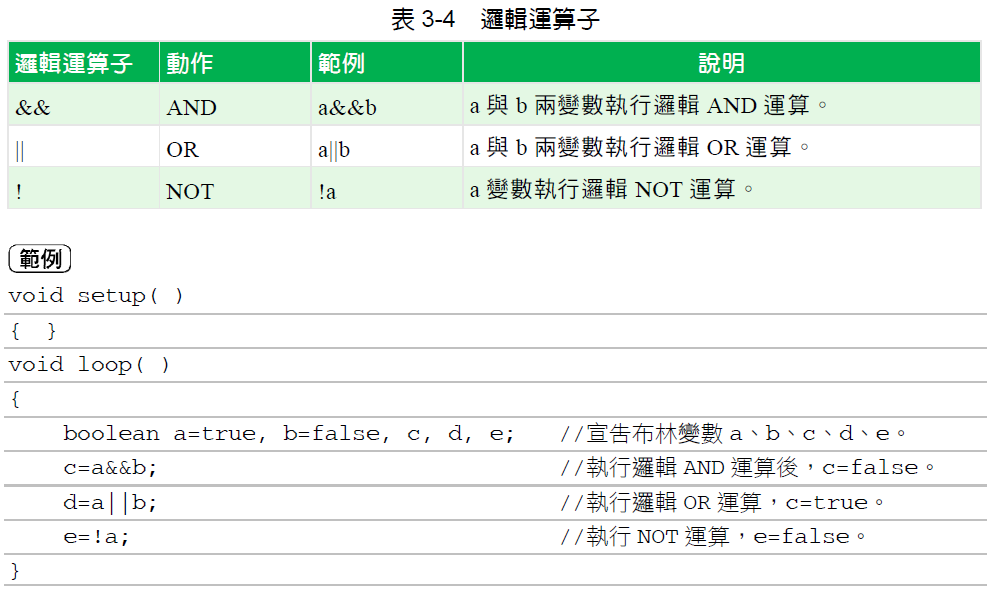 表 3-4 邏輯運算子
邏輯運算子 動作 範例 說明
&& AND a&&b a 與 b 兩變數執行邏輯 AND 運算。
|| OR a||b a 與 b 兩變數執行邏輯 OR 運算。
! NOT !a a 變數執行邏輯 NOT 運算。
範例
void setup( )
{ }
void loop( )
{
boolean a=true, b=false, c, d, e; //宣告布林變數 a、b、c、d、e。
c=a&&b; //執行邏輯 AND 運算後，c=false。
d=a||b; //執行邏輯 OR 運算，c=true。
e=!a; //執行 NOT 運算，e=false。
}